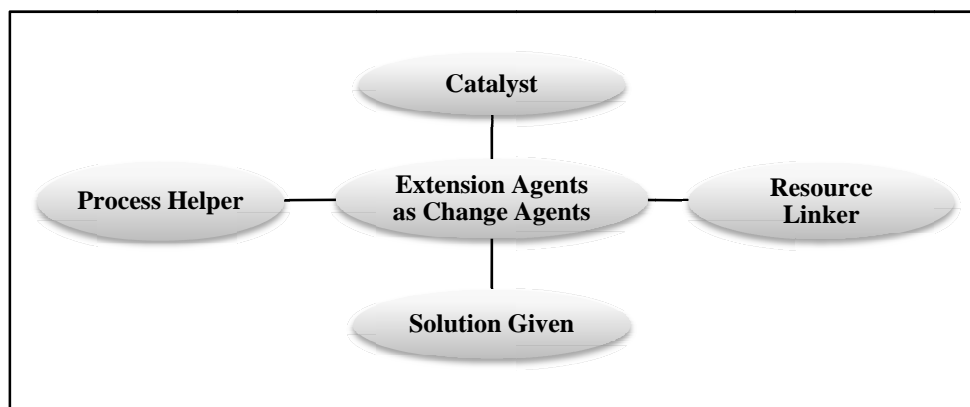 Catalyst
Process Helper
Extension Agents
as Change Agents
Resource
Linker
Solution Given